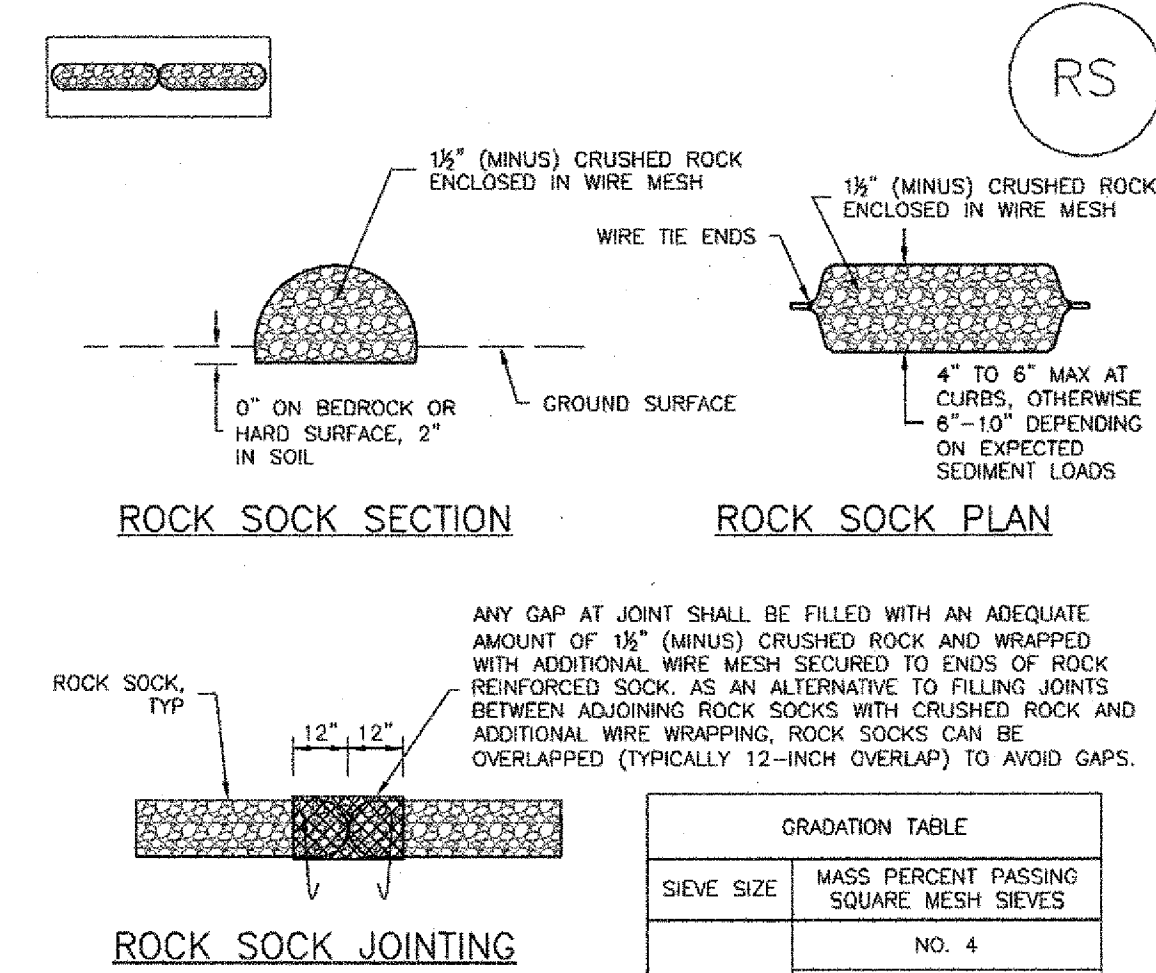 RS
1½" (MINUS) CRUSHED ROCK
ENCLOSED IN WIRE MESH
1½" (MINUS) CRUSHED ROCK
ENCLOSED IN WIRE MESH
WIRE TIE ENDS
0" ON BEDROCK OR
HARD SURFACE, 2"
IN SOIL
GROUND SURFACE
4" TO 6" MAX AT
CURBS, OTHERWISE
6"-10" DEPENDING
ON EXPECTED
SEDIMENT LOADS
ROCK SOCK SECTION
ROCK SOCK PLAN
ANY GAP AT JOINT SHALL BE FILLED WITH AN ADEQUATE
AMOUNT OF 1½" (MINUS) CRUSHED ROCK AND WRAPPED
WITH ADDITIONAL WIRE MESH SECURED TO ENDS OF ROCK
REINFORCED SOCK. AS AN ALTERNATIVE TO FILLING JOINTS
BETWEEN ADJOINING ROCK SOCKS WITH CRUSHED ROCK AND
ADDITIONAL WIRE WRAPPING, ROCK SOCKS CAN BE
OVERLAPPED (TYPICALLY 12-INCH OVERLAP) TO AVOID GAPS.
ROCK SOCK,
TYP
12" 12"
ROCK SOCK JOINTING
GRADATION TABLE
SIEVE SIZE
MASS PERCENT PASSING
SQUARE MESH SIEVES
NO. 4